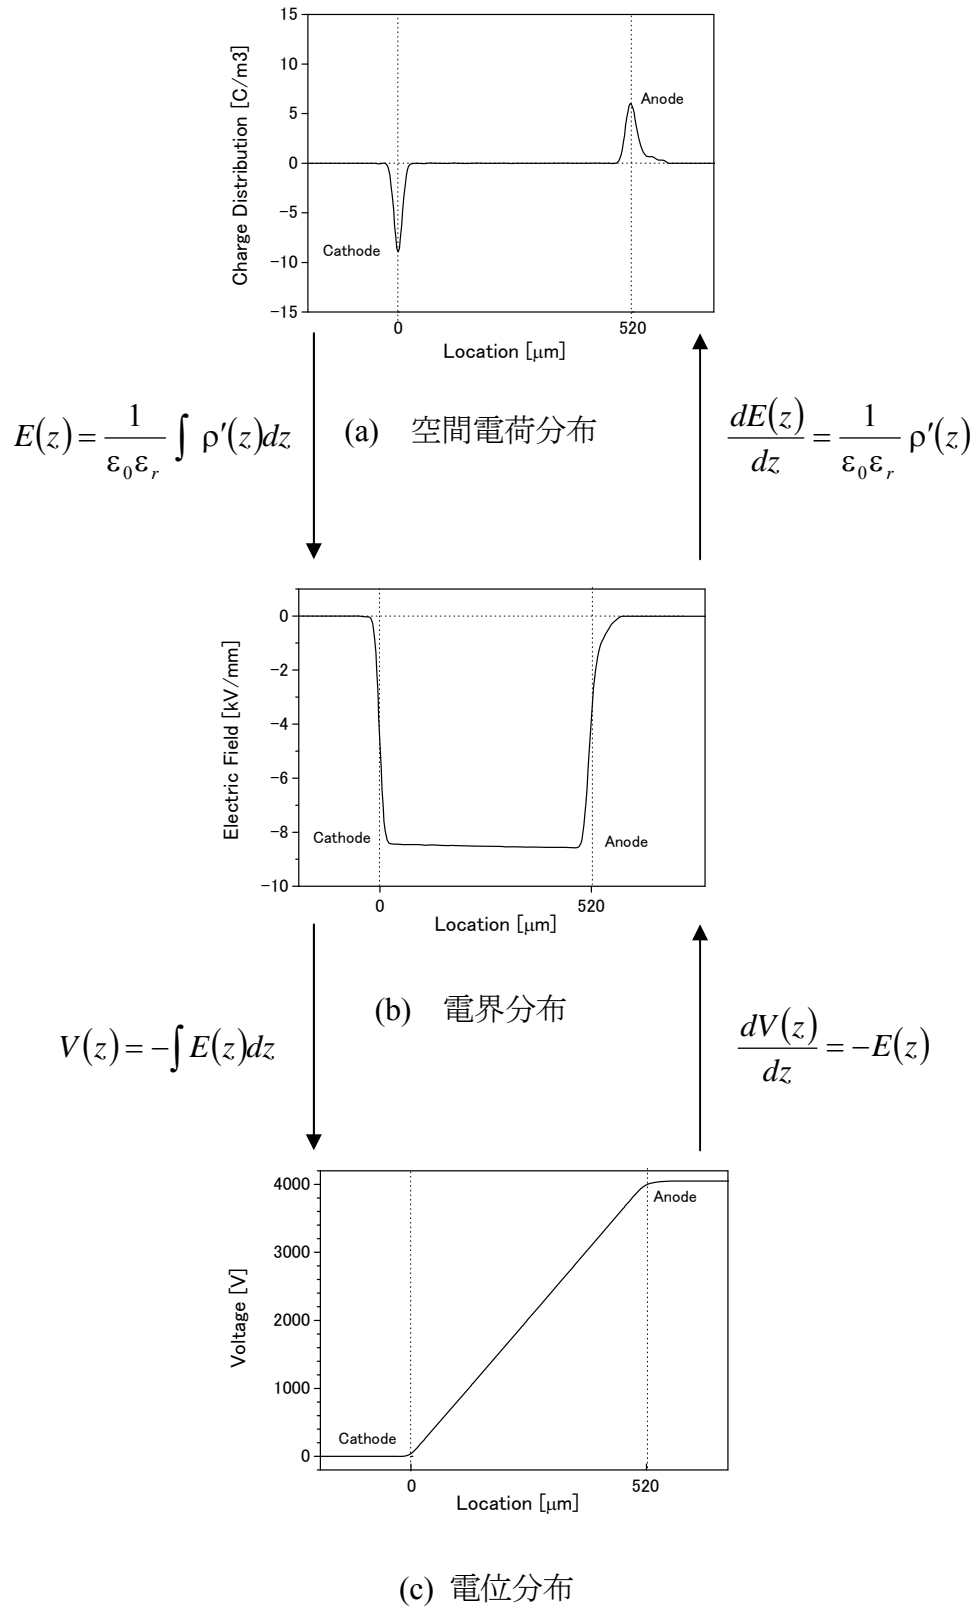 15
10
5
0
−5
−10
−15
Charge Distribution [C/m3]
Anode
Cathode
0 520
Location [μm]
E(z) = 1/(ε₀εᵣ) ∫ ρ′(z)dz
(a) 空間電荷分布
dE(z)/dz = 1/(ε₀εᵣ) ρ′(z)
0
−2
−4
−6
−8
−10
Electric Field [kV/mm]
Cathode
Anode
0 520
Location [μm]
(b) 電界分布
V(z) = −∫ E(z)dz
dV(z)/dz = −E(z)
4000
3000
2000
1000
0
Voltage [V]
Anode
Cathode
0 520
Location [μm]
(c) 電位分布